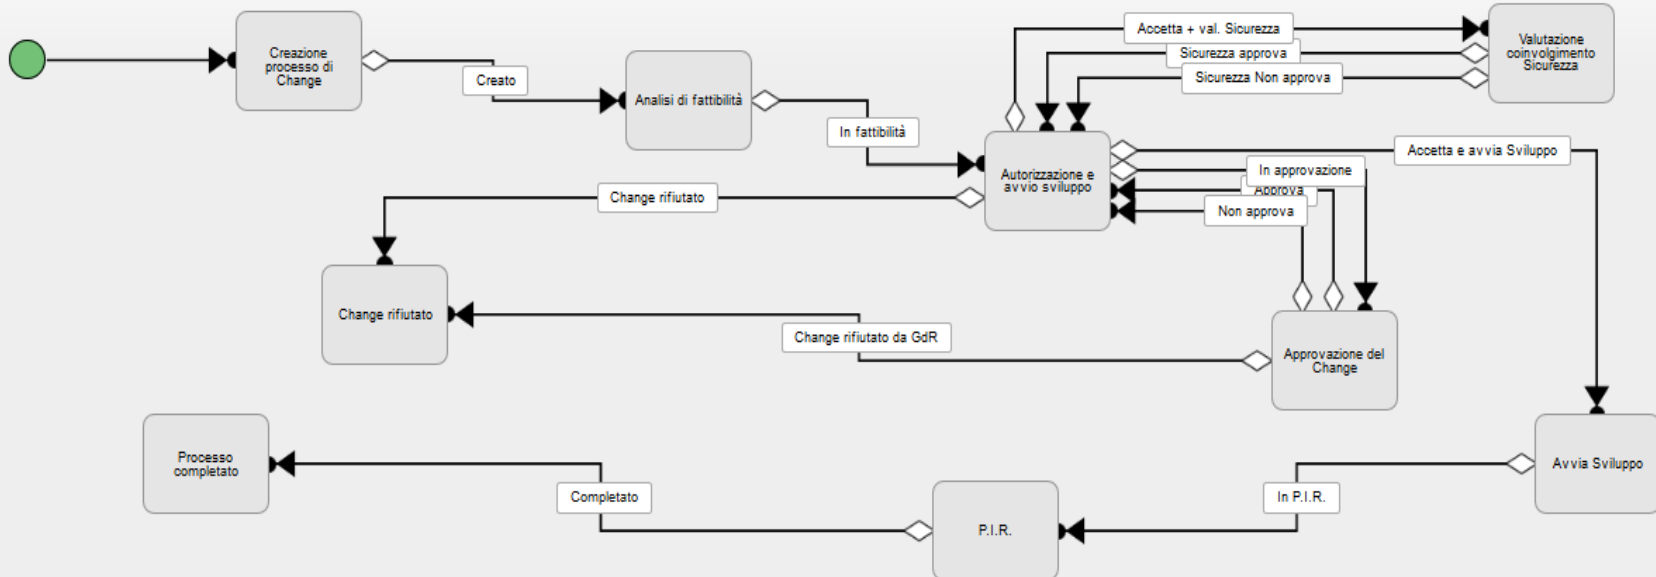 Creazione
processo di
Change
Creato
Analisi di fattibilità
In fattibilità
Accetta + val. Sicurezza
Sicurezza approva
Sicurezza Non approva
Valutazione
coinvolgimento
Sicurezza
Autorizzazione e
avvio sviluppo
Accetta e avvia Sviluppo
In approvazione
Approva
Non approva
Change rifiutato
Change rifiutato
Change rifiutato da GdR
Approvazione del
Change
Processo
completato
Completato
P.I.R.
In P.I.R.
Avvia Sviluppo